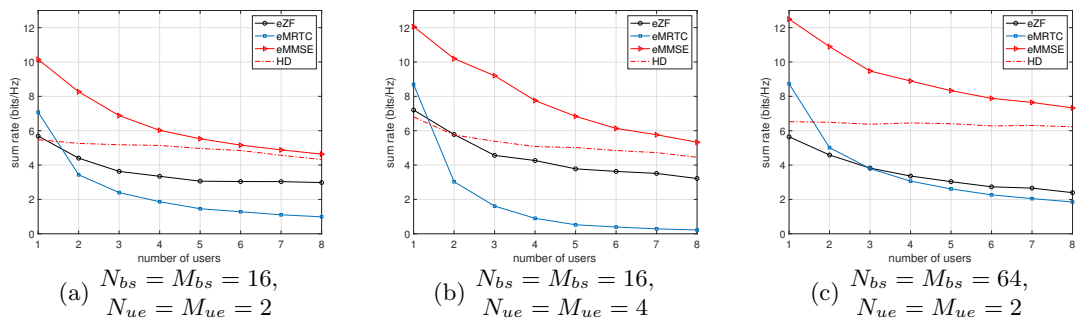 12
10
8
6
4
2
0
sum rate (bits/Hz)
eZF
eMRTC
eMMSE
HD
1 2 3 4 5 6 7 8
number of users
(a) N_{bs} = M_{bs} = 16,
N_{ue} = M_{ue} = 2
12
10
8
6
4
2
0
sum rate (bits/Hz)
eZF
eMRTC
eMMSE
HD
1 2 3 4 5 6 7 8
number of users
(b) N_{bs} = M_{bs} = 16,
N_{ue} = M_{ue} = 4
12
10
8
6
4
2
0
sum rate (bits/Hz)
eZF
eMRTC
eMMSE
HD
1 2 3 4 5 6 7 8
number of users
(c) N_{bs} = M_{bs} = 64,
N_{ue} = M_{ue} = 2